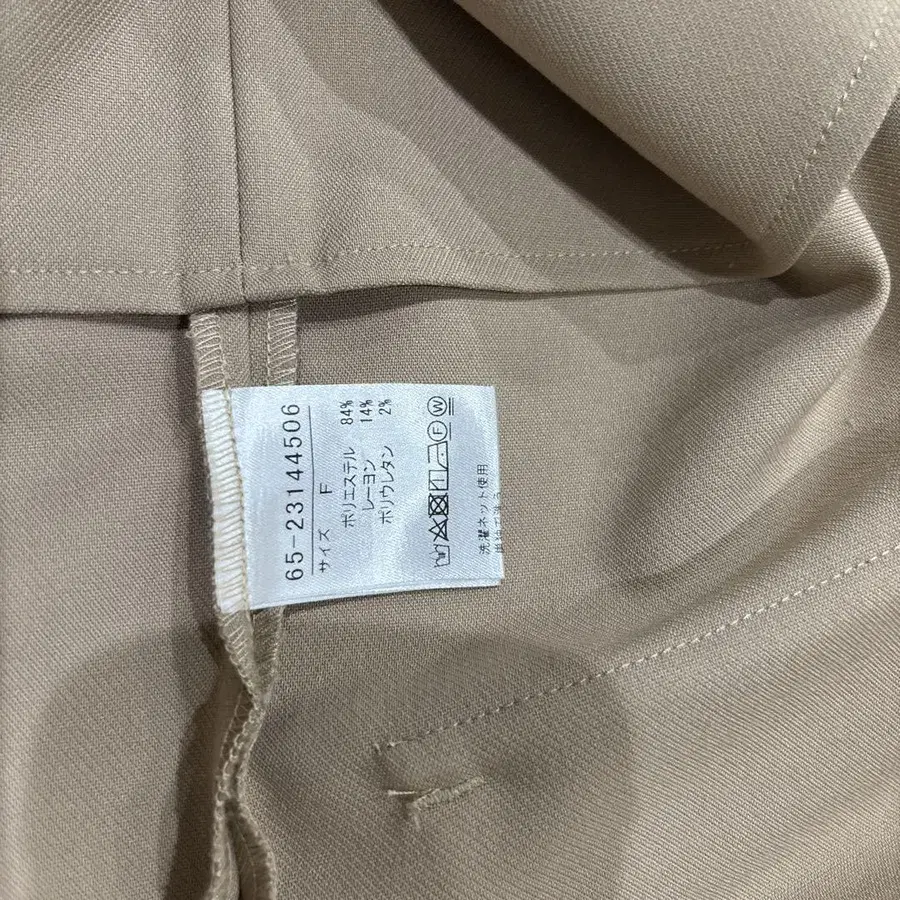 65-23144506
サイズ F
ポリエステル 84%
レーヨン 14%
ポリウレタン 2%
F W
洗濯ネット使用